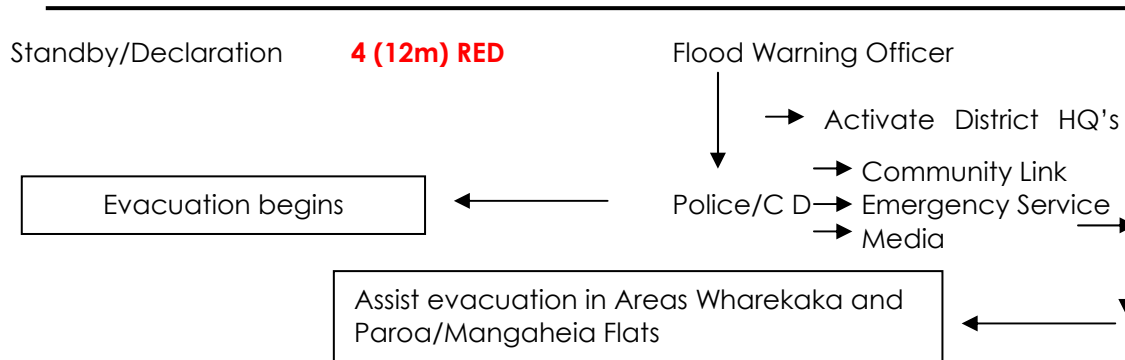 Standby/Declaration 4 (12m) RED Flood Warning Officer
Activate District HQ's
Community Link
Evacuation begins Police/C D Emergency Service
Media
Assist evacuation in Areas Wharekaka and
Paroa/Mangaheia Flats